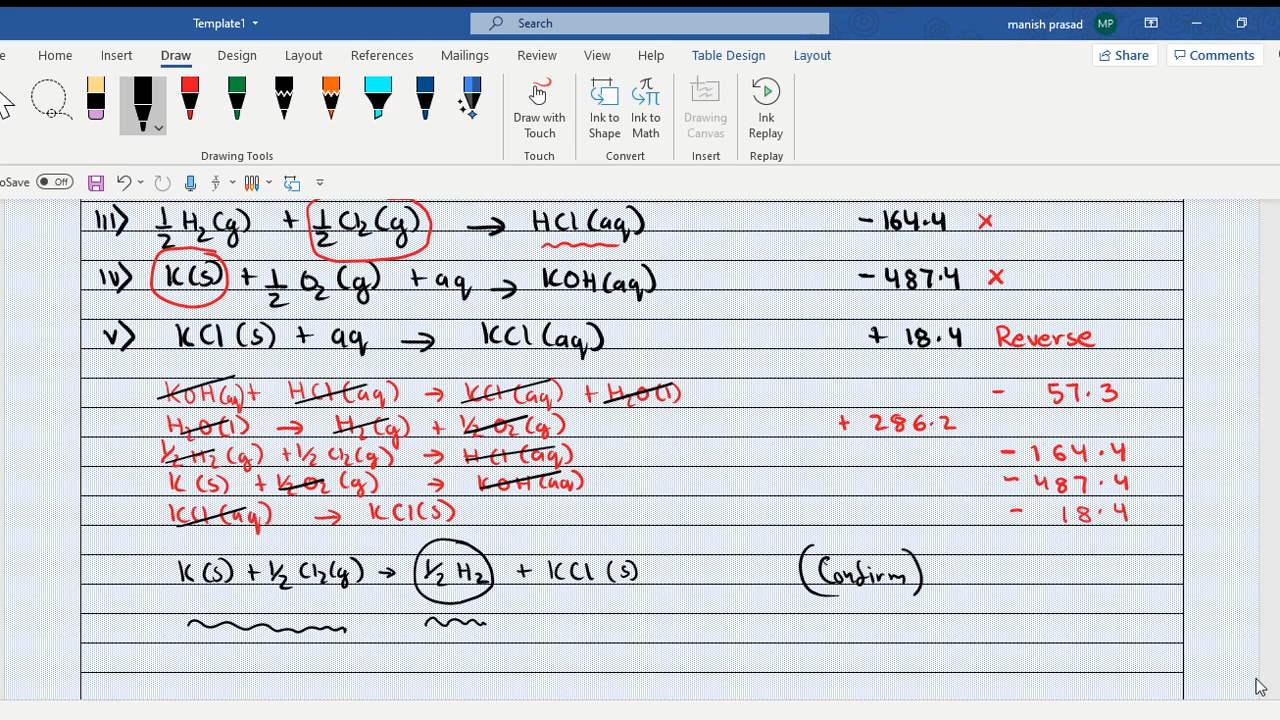 Template1
Search
manish prasad MP
Home Insert Draw Design Layout References Mailings Review View Help Table Design Layout
Share Comments
Draw with Touch Ink to Shape Ink to Math Drawing Canvas Ink Replay
Drawing Tools Touch Convert Insert Replay
Save Off
iii) 1/2 H2(g) + 1/2 Cl2(g) → HCl(aq) -164.4 ×
iv) K(s) + 1/2 O2(g) + aq → KOH(aq) -487.4 ×
v) KCl(s) + aq → KCl(aq) + 18.4 Reverse
KOH(aq) + HCl(aq) → KCl(aq) + H2O(l) - 57.3
H2O(l) → H2(g) + 1/2 O2(g) + 286.2
1/2 H2(g) + 1/2 Cl2(g) → HCl(aq) - 164.4
K(s) + 1/2 O2(g) → KOH(aq) - 487.4
KCl(aq) → KCl(s) - 18.4
K(s) + 1/2 Cl2(g) → 1/2 H2 + KCl(s) (Confirm)